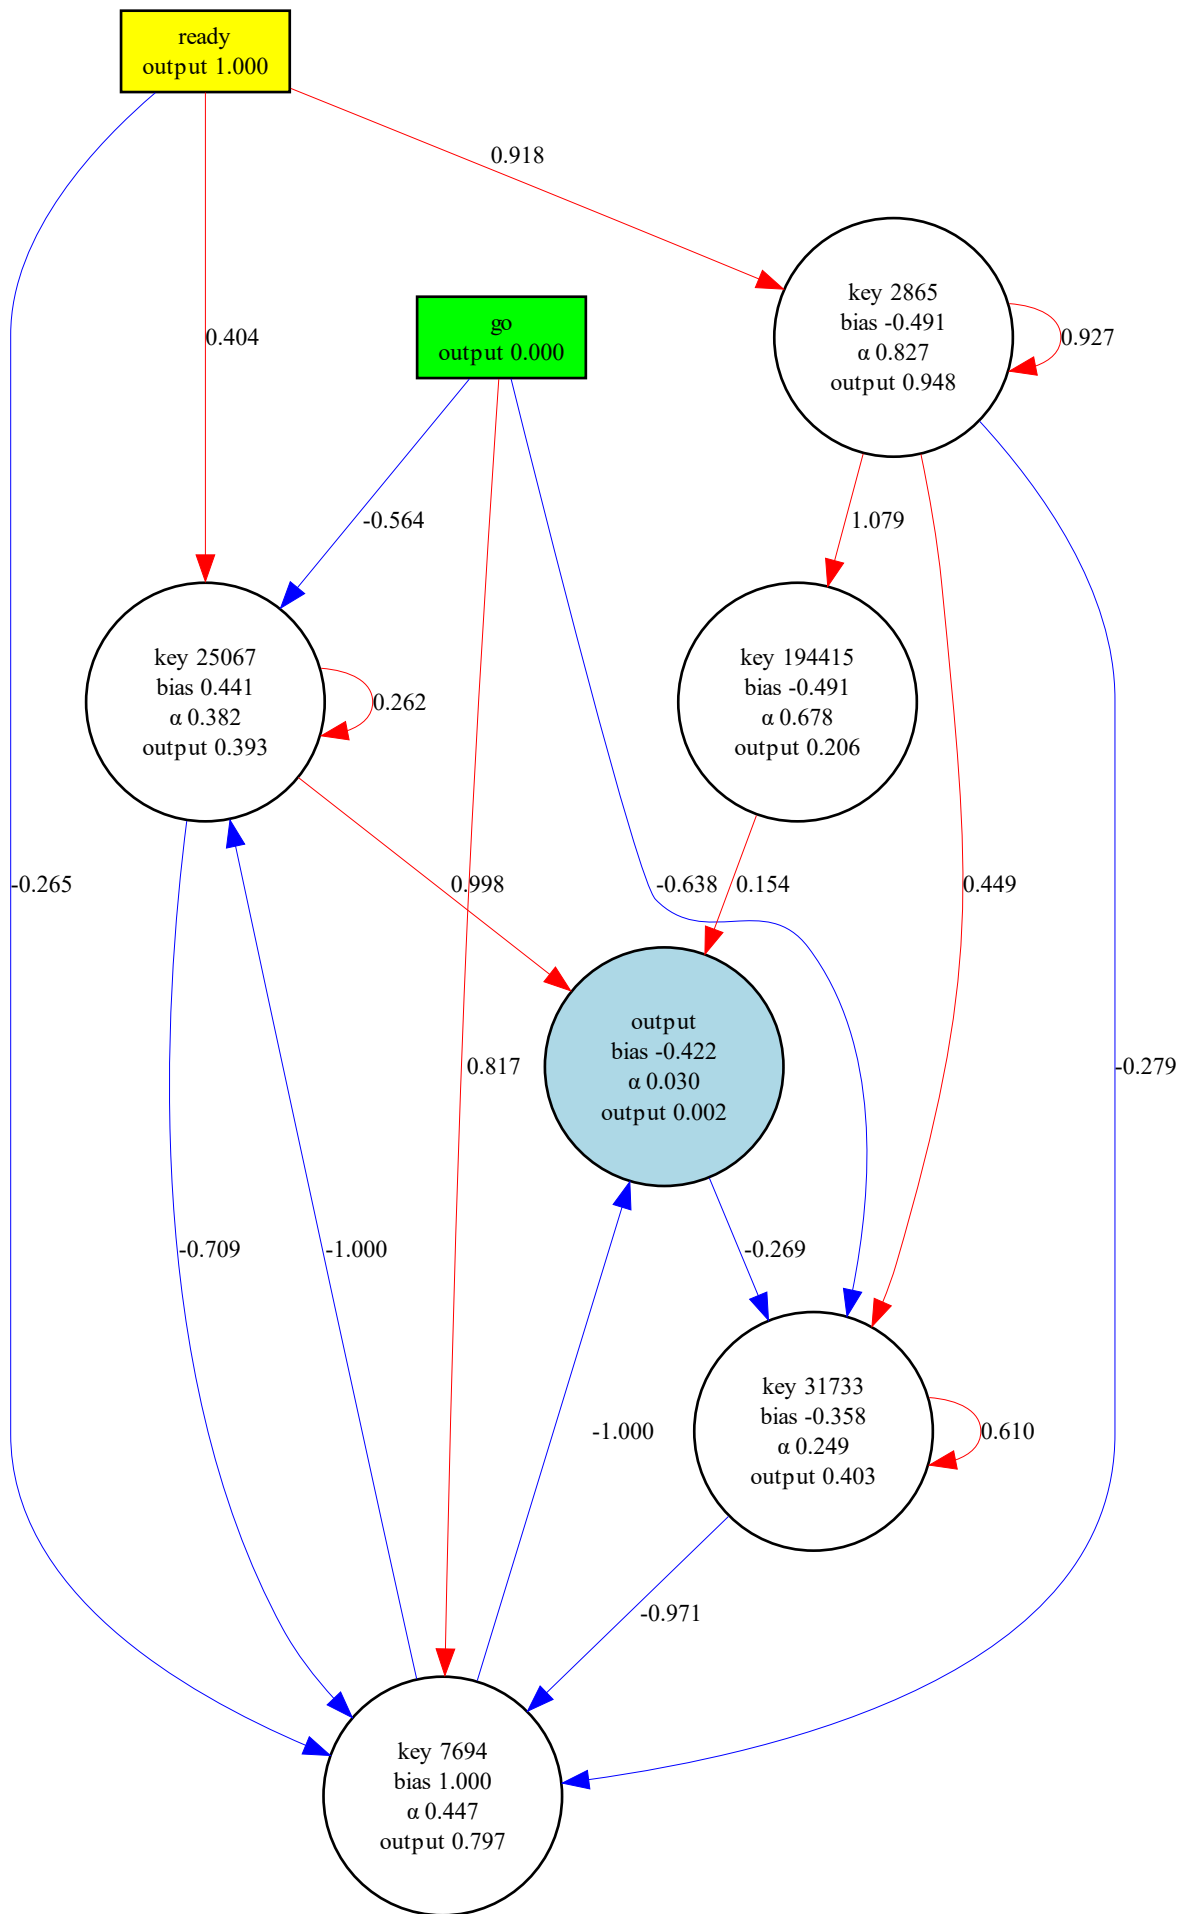 ready
output 1.000
0.918
key 2865
bias -0.491
α 0.827
output 0.948
0.927
go
output 0.000
0.404
-0.564
1.079
key 25067
bias 0.441
α 0.382
output 0.393
0.262
key 194415
bias -0.491
α 0.678
output 0.206
-0.265
0.998
-0.638
0.154
0.449
output
bias -0.422
α 0.030
output 0.002
0.817
-0.279
-0.709
-1.000
-0.269
key 31733
bias -0.358
α 0.249
output 0.403
-1.000
0.610
-0.971
key 7694
bias 1.000
α 0.447
output 0.797